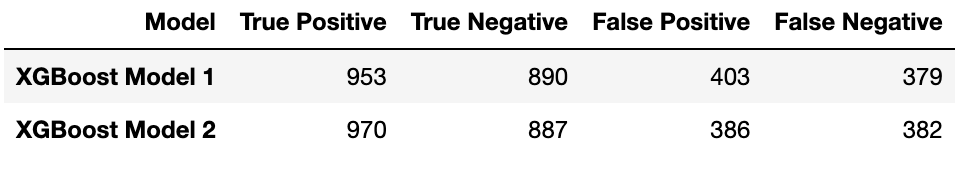 Model True Positive True Negative False Positive False Negative
XGBoost Model 1 953 890 403 379
XGBoost Model 2 970 887 386 382